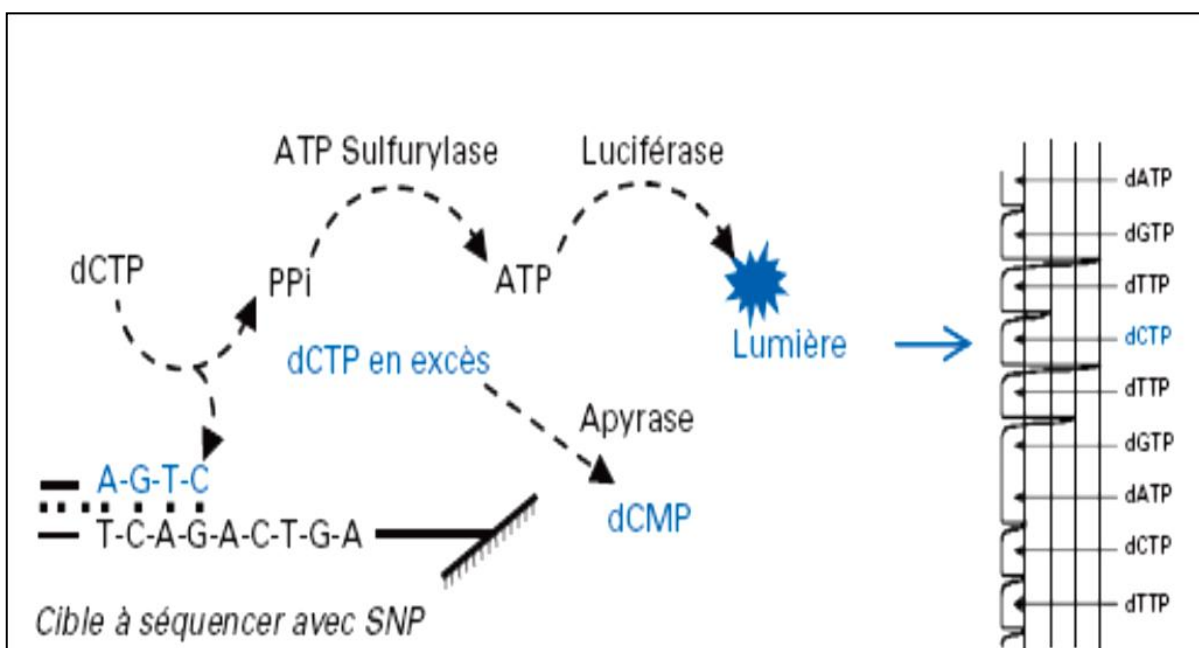 ATP Sulfurylase
Luciférase
dCTP
PPi
ATP
Lumière
dCTP en excès
Apyrase
dCMP
A-G-T-C
T-C-A-G-A-C-T-G-A
Cible à séquencer avec SNP
dATP
dGTP
dTTP
dCTP
dTTP
dGTP
dATP
dCTP
dTTP